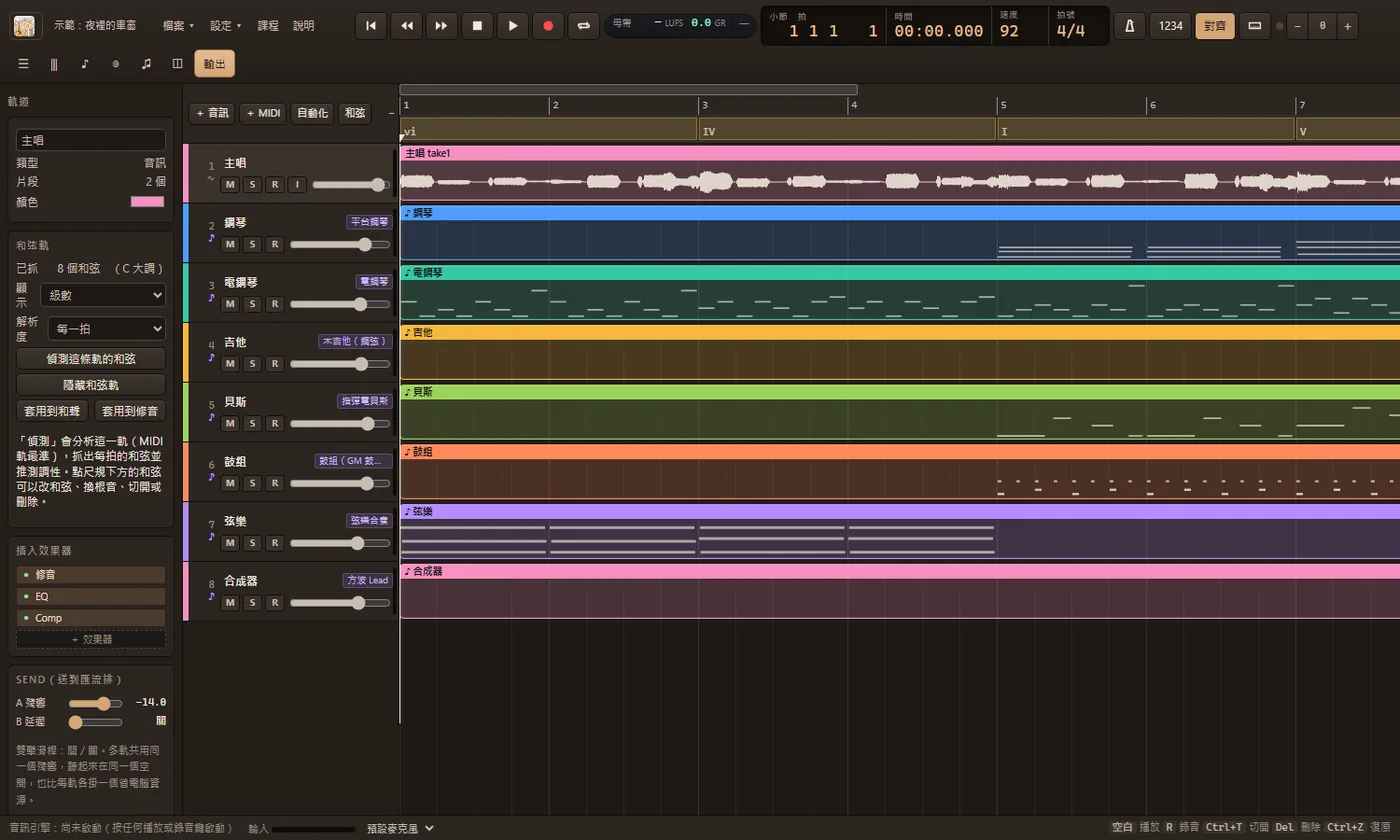 示範：夜裡的車窗
檔案 ▾
設定 ▾
課程
說明
母帶 — LUFS 0.0 GR —
小節 拍
1 1 1 1
時間
00:00.000
速度
92
拍號
4/4
1234
對齊
− 0 +
輸出
軌道
主唱
類型 音訊
片段 2 個
顏色
和弦軌
已抓 8 個和弦 （C 大調）
顯示 級數
解析度 每一拍
偵測這條軌的和弦
隱藏和弦軌
套用到和聲 套用到修音
「偵測」會分析這一軌（MIDI
軌最準），抓出每拍的和弦並
推測調性。點尺規下方的和弦
可以改和弦、換根音、切開或
刪除。
插入效果器
修音
EQ
Comp
+ 效果器
SEND（送到匯流排）
A 殘響 −14.0
B 延遲 關
雙擊滑桿：開 / 關。多軌共用同
一個殘響，聽起來在同一個空
間，也比每軌各掛一個省電腦資
源。
+ 音訊 + MIDI 自動化 和弦 −
1 2 3 4 5 6 7
vi IV I V
1 主唱
M S R I
2 鋼琴 平台鋼琴
M S R
3 電鋼琴 電鋼琴
M S R
4 吉他 木吉他（鋼弦）
M S R
5 貝斯 指彈電貝斯
M S R
6 鼓組 鼓組（GM 鼓…
M S R
7 弦樂 弦樂合奏
M S R
8 合成器 方波 Lead
M S R
主唱 take1
♪ 鋼琴
♪ 電鋼琴
♪ 吉他
♪ 貝斯
♪ 鼓組
♪ 弦樂
♪ 合成器
音訊引擎：尚未啟動（按任何播放或錄音鍵啟動） 輸入 預設麥克風
空白 播放 R 錄音 Ctrl+T 切開 Del 刪除 Ctrl+Z 復原